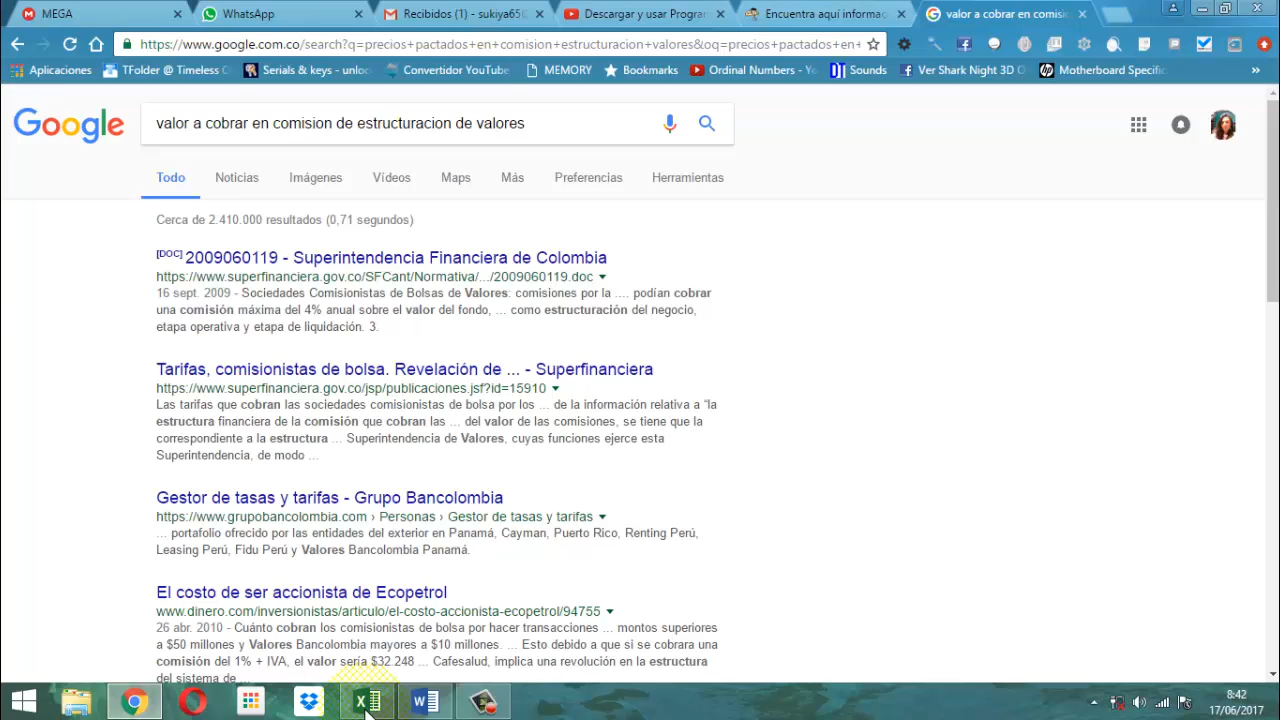 MEGA
WhatsApp
Recibidos (1) - sukiya650
Descargar y usar Program
Encuentra aquí informac
valor a cobrar en comisi
https://www.google.com.co/search?q=precios+pactados+en+comision+estructuracion+valores&oq=precios+pactados+en+
Aplicaciones
TFolder @ Timeless C
Serials & keys - unloc
Convertidor YouTube
MEMORY
Bookmarks
Ordinal Numbers - Yo
Sounds
Ver Shark Night 3D O
Motherboard Specific
»
Google
valor a cobrar en comision de estructuracion de valores
Todo
Noticias
Imágenes
Vídeos
Maps
Más
Preferencias
Herramientas
Cerca de 2.410.000 resultados (0,71 segundos)
[DOC] 2009060119 - Superintendencia Financiera de Colombia
https://www.superfinanciera.gov.co/SFCant/Normativa/.../2009060119.doc
16 sept. 2009 - Sociedades Comisionistas de Bolsas de Valores: comisiones por la .... podían cobrar
una comisión máxima del 4% anual sobre el valor del fondo, ... como estructuración del negocio,
etapa operativa y etapa de liquidación. 3.
Tarifas, comisionistas de bolsa. Revelación de ... - Superfinanciera
https://www.superfinanciera.gov.co/jsp/publicaciones.jsf?id=15910
Las tarifas que cobran las sociedades comisionistas de bolsa por los ... de la información relativa a “la
estructura financiera de la comisión que cobran las ... del valor de las comisiones, se tiene que la
correspondiente a la estructura ... Superintendencia de Valores, cuyas funciones ejerce esta
Superintendencia, de modo ...
Gestor de tasas y tarifas - Grupo Bancolombia
https://www.grupobancolombia.com › Personas › Gestor de tasas y tarifas
... portafolio ofrecido por las entidades del exterior en Panamá, Cayman, Puerto Rico, Renting Perú,
Leasing Perú, Fidu Perú y Valores Bancolombia Panamá.
El costo de ser accionista de Ecopetrol
www.dinero.com/inversionistas/articulo/el-costo-accionista-ecopetrol/94755
26 abr. 2010 - Cuánto cobran los comisionistas de bolsa por hacer transacciones ... montos superiores
a $50 millones y Valores Bancolombia mayores a $10 millones. ... Esto debido a que si se cobrara una
comisión del 1% + IVA, el valor sería $32.248 ... Cafesalud, implica una revolución en la estructura
del sistema de ...
8:42
17/06/2017